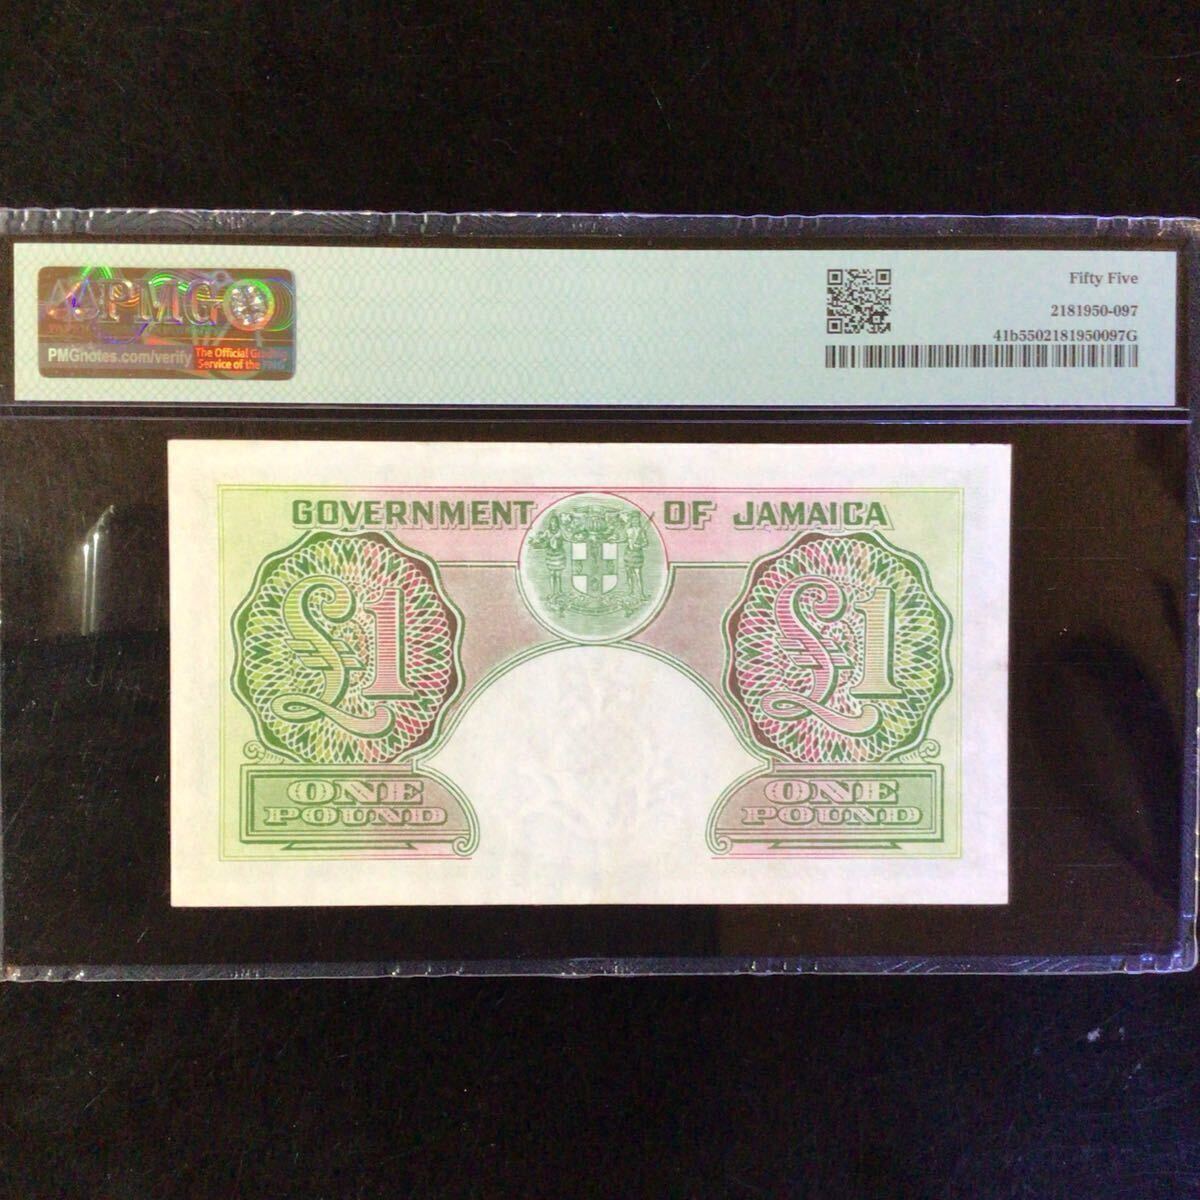 PMG
PMGnotes.com/verify
The Official Grading
Service of the PNG
Fifty Five
2181950-097
41b5502181950097G
GOVERNMENT OF JAMAICA
£1 £1
ONE ONE
POUND POUND